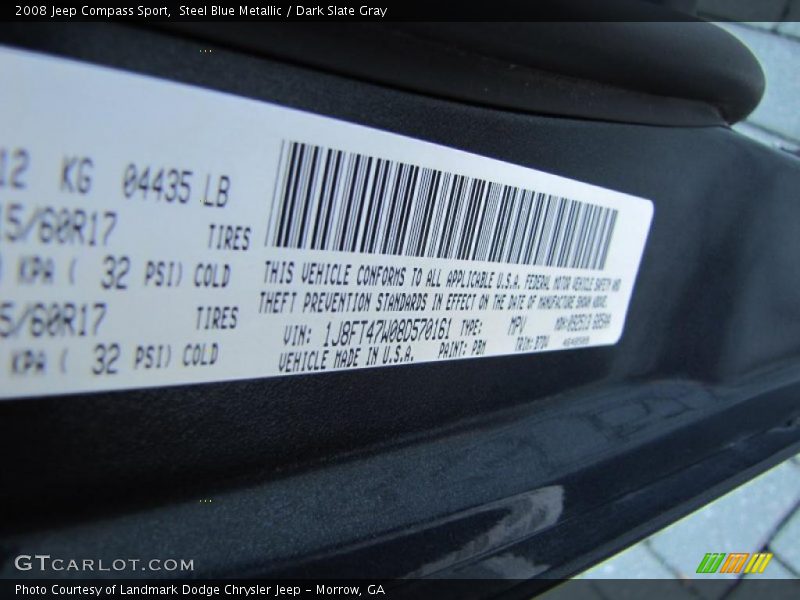 2008 Jeep Compass Sport,  Steel Blue Metallic / Dark Slate Gray
12 KG 04435 LB
15/60R17 TIRES
KPA ( 32 PSI) COLD
5/60R17 TIRES
KPA ( 32 PSI) COLD
THIS VEHICLE CONFORMS TO ALL APPLICABLE U.S.A. FEDERAL MOTOR VEHICLE SAFETY AND
THEFT PREVENTION STANDARDS IN EFFECT ON THE DATE OF MANUFACTURE SHOWN ABOVE.
VIN: 1J8FT47W08D570161 TYPE: MPV
VEHICLE MADE IN U.S.A. PAINT: PBM TRIM:
GTCARLOT.COM
Photo Courtesy of Landmark Dodge Chrysler Jeep - Morrow, GA